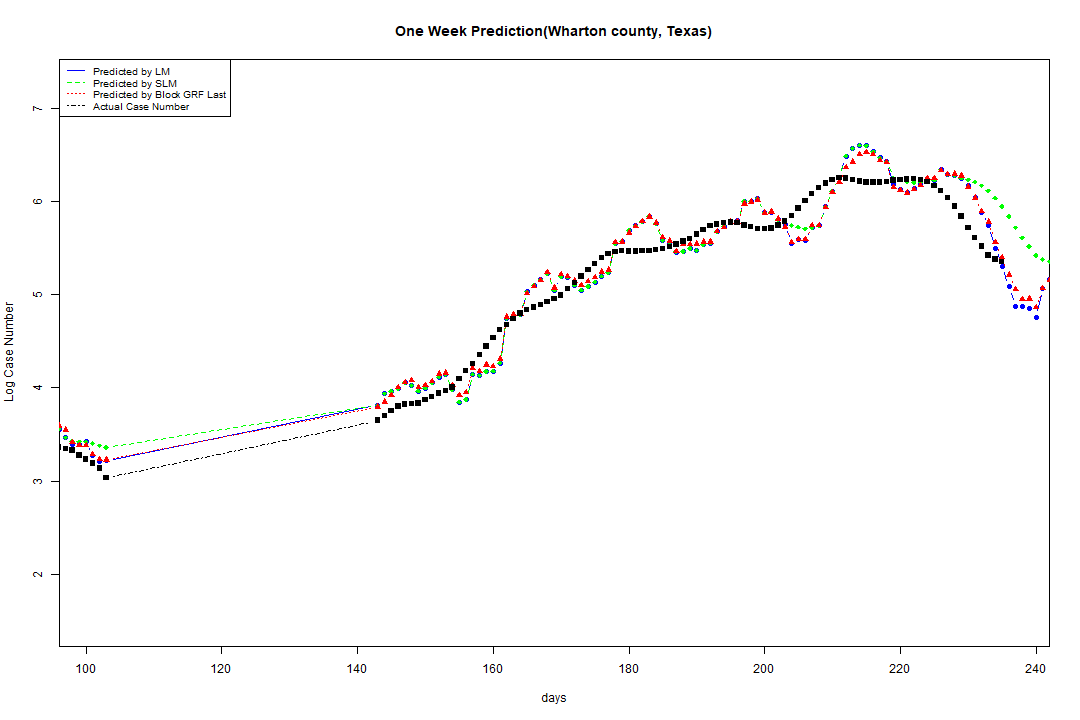 One Week Prediction(Wharton county, Texas)
Predicted by LM
Predicted by SLM
Predicted by Block GRF Last
Actual Case Number
7
6
5
4
3
2
Log Case Number
100 120 140 160 180 200 220 240
days